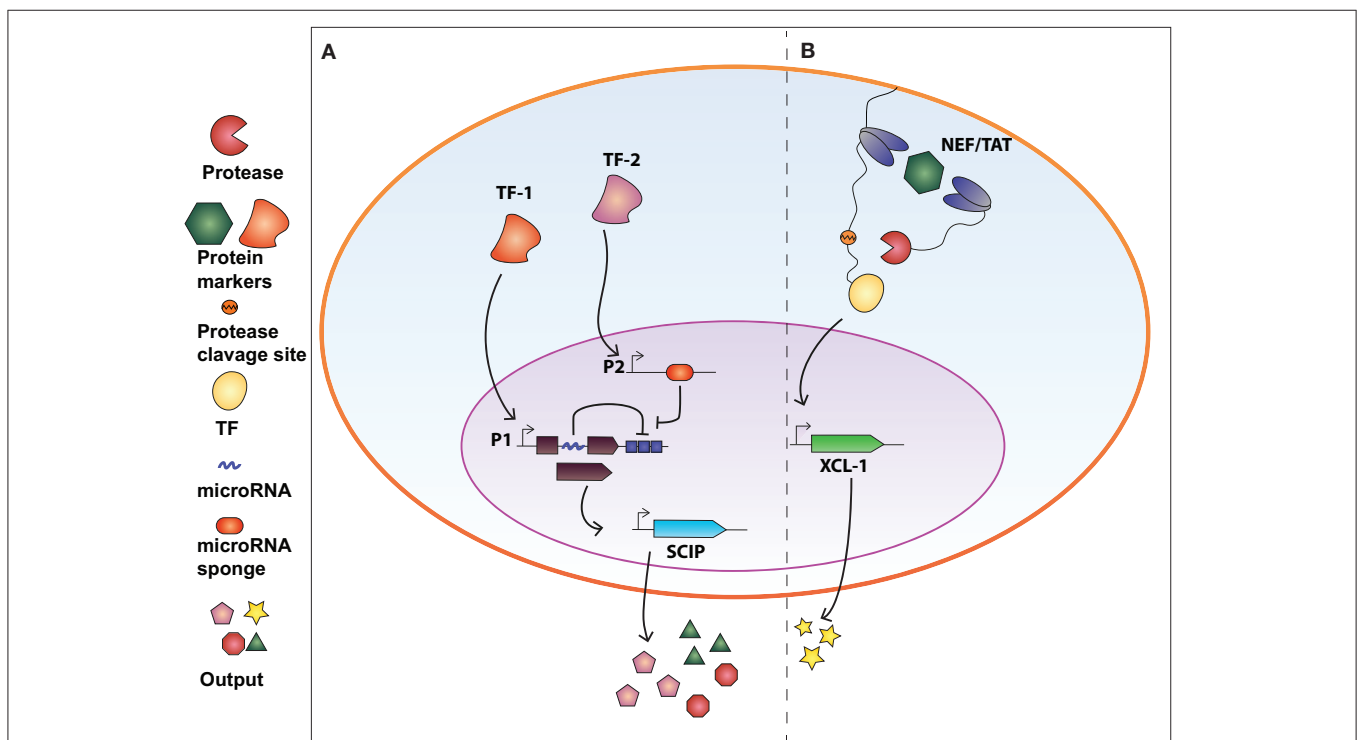 Protease
Protein
markers
Protease
clavage site
TF
microRNA
microRNA
sponge
Output
A
TF-1
TF-2
P2
P1
SCIP
B
NEF/TAT
XCL-1